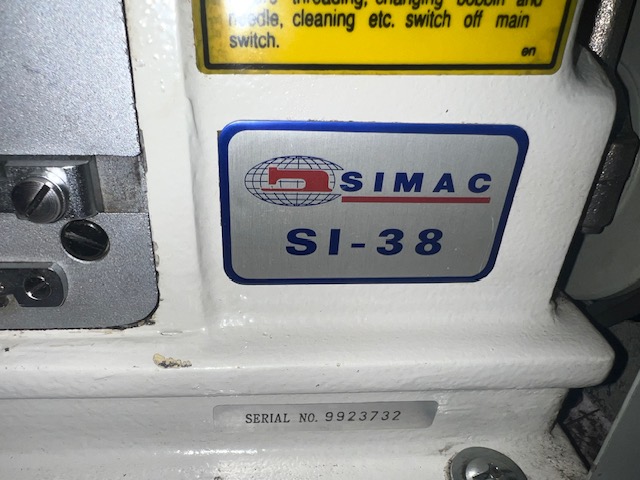 threading, changing bobbin and
needle, cleaning etc. switch off main
switch.
en
SIMAC
SI-38
SERIAL NO. 9923732